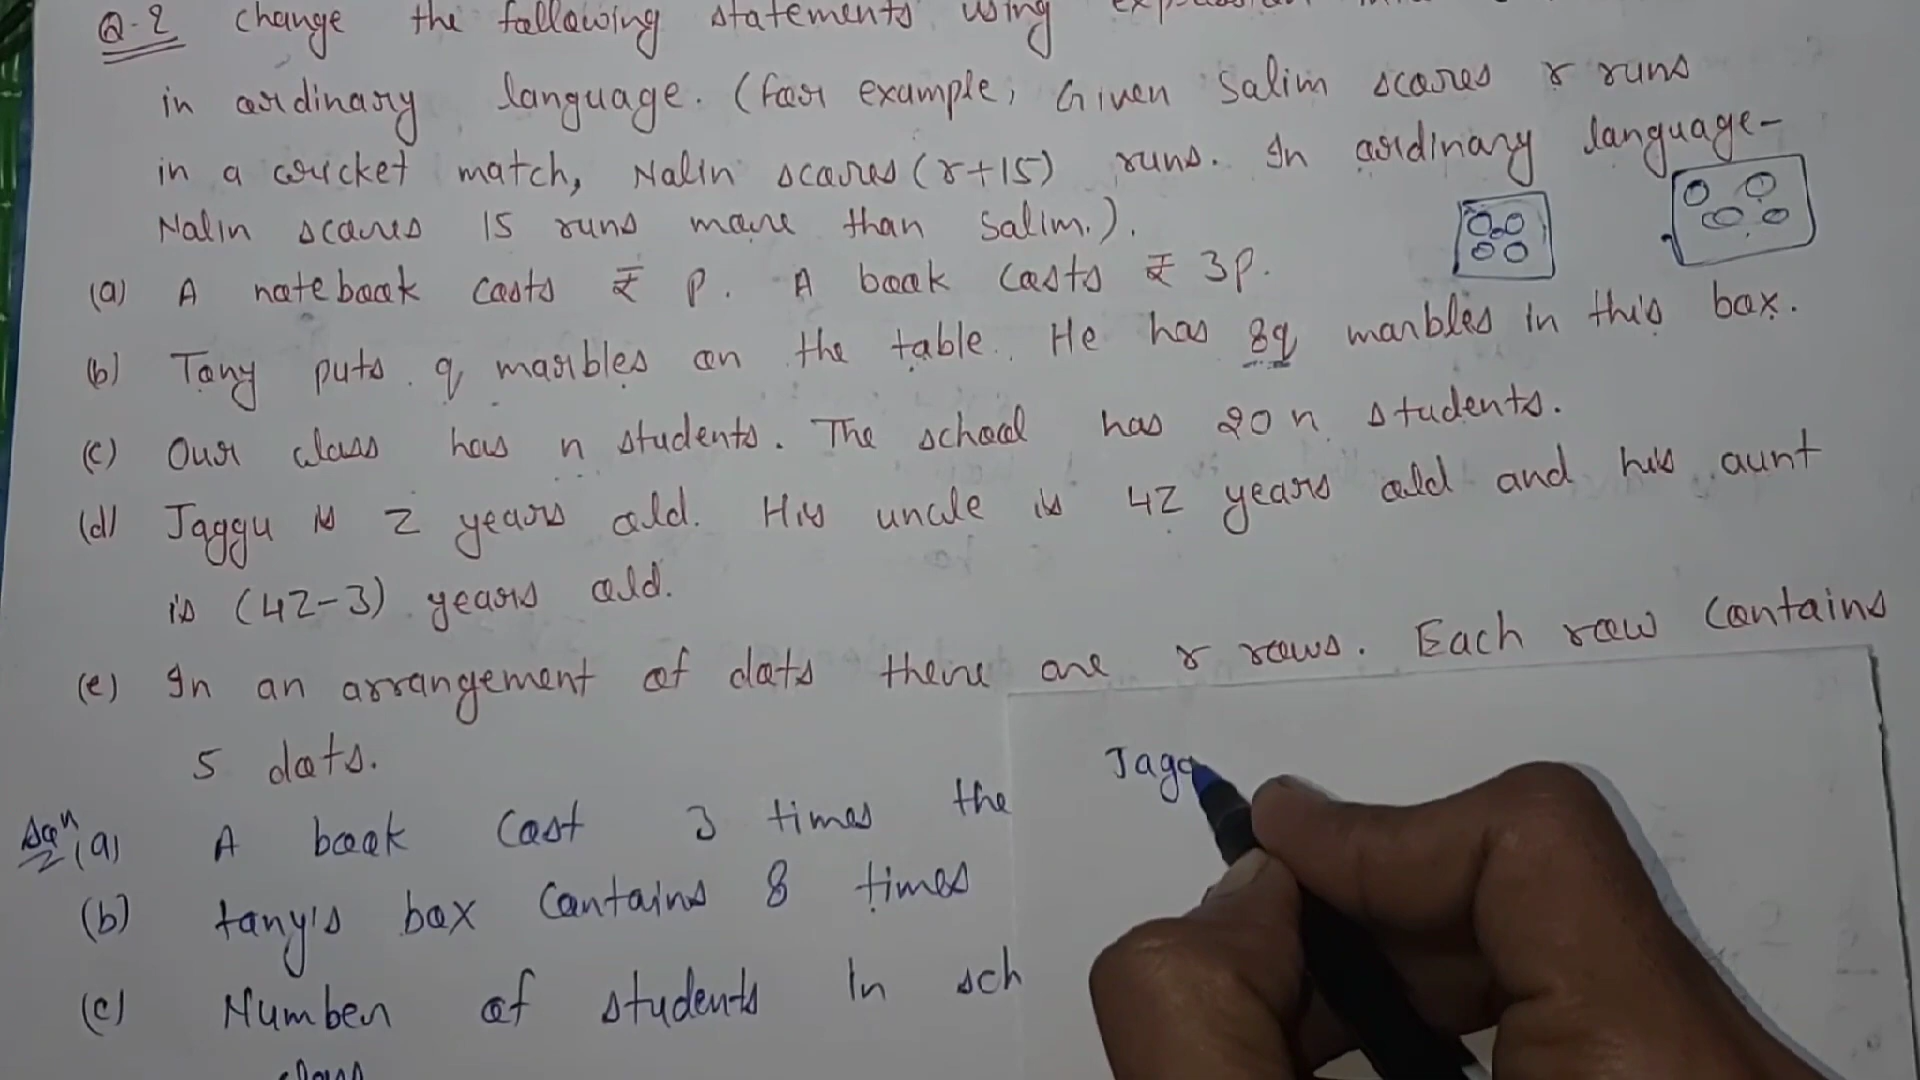 Q-2 change the following statements using
in ordinary language. (for example, Given Salim scores r runs
in a cricket match, Nalin scores (r+15) runs. In ordinary language-
Nalin scores 15 runs more than Salim.).
(a) A notebook costs ₹ p. A book costs ₹ 3p.
(b) Tony puts q marbles on the table. He has 8q marbles in this box.
(c) Our class has n students. The school has 20 n students.
(d) Jaggu is z years old. His uncle is 4z years old and his aunt
is (4z-3) years old.
(e) In an arrangement of dots there are r rows. Each row contains
5 dots.
Jagg
Soⁿ (a) A book cost 3 times the
(b) tony's box contains 8 times
(c) Number of students in sch
class